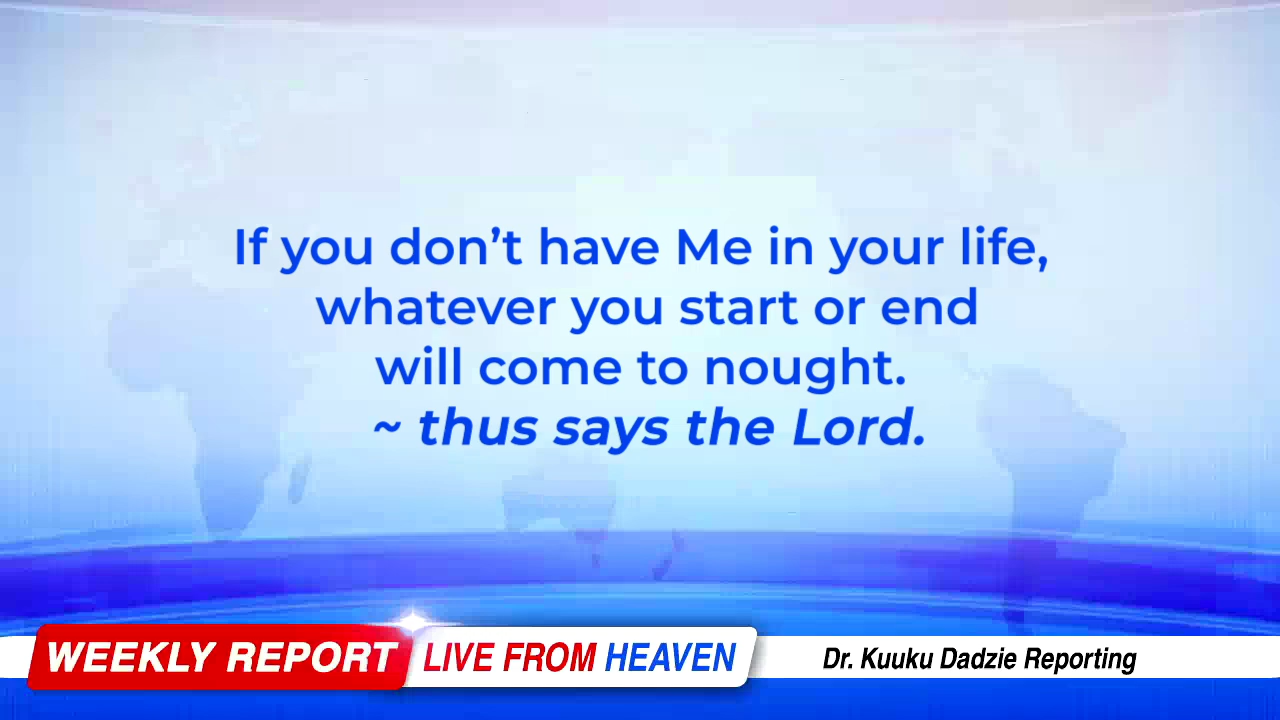 If you don’t have Me in your life,
whatever you start or end
will come to nought.
~ thus says the Lord.
WEEKLY REPORT LIVE FROM HEAVEN Dr. Kuuku Dadzie Reporting